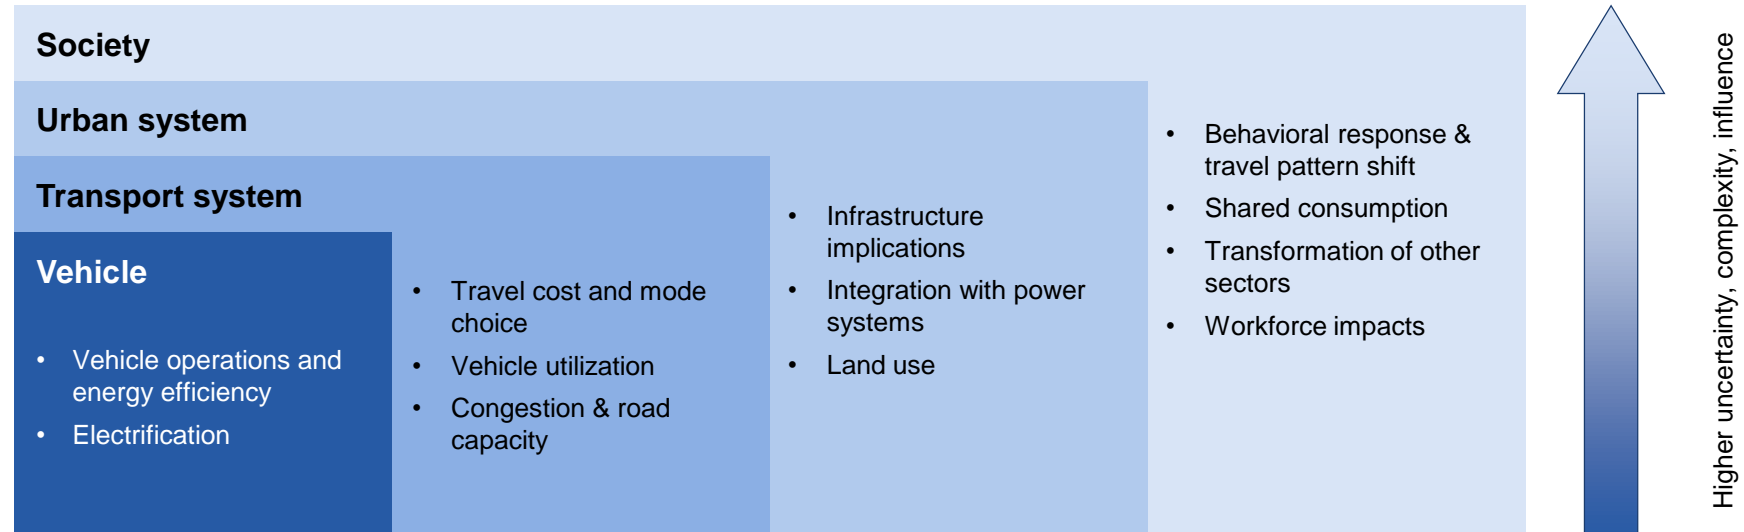 Society
Urban system
Transport system
Vehicle
• Vehicle operations and
energy efficiency
• Electrification
• Travel cost and mode
choice
• Vehicle utilization
• Congestion & road
capacity
• Infrastructure
implications
• Integration with power
systems
• Land use
• Behavioral response &
travel pattern shift
• Shared consumption
• Transformation of other
sectors
• Workforce impacts
Higher uncertainty, complexity, influence